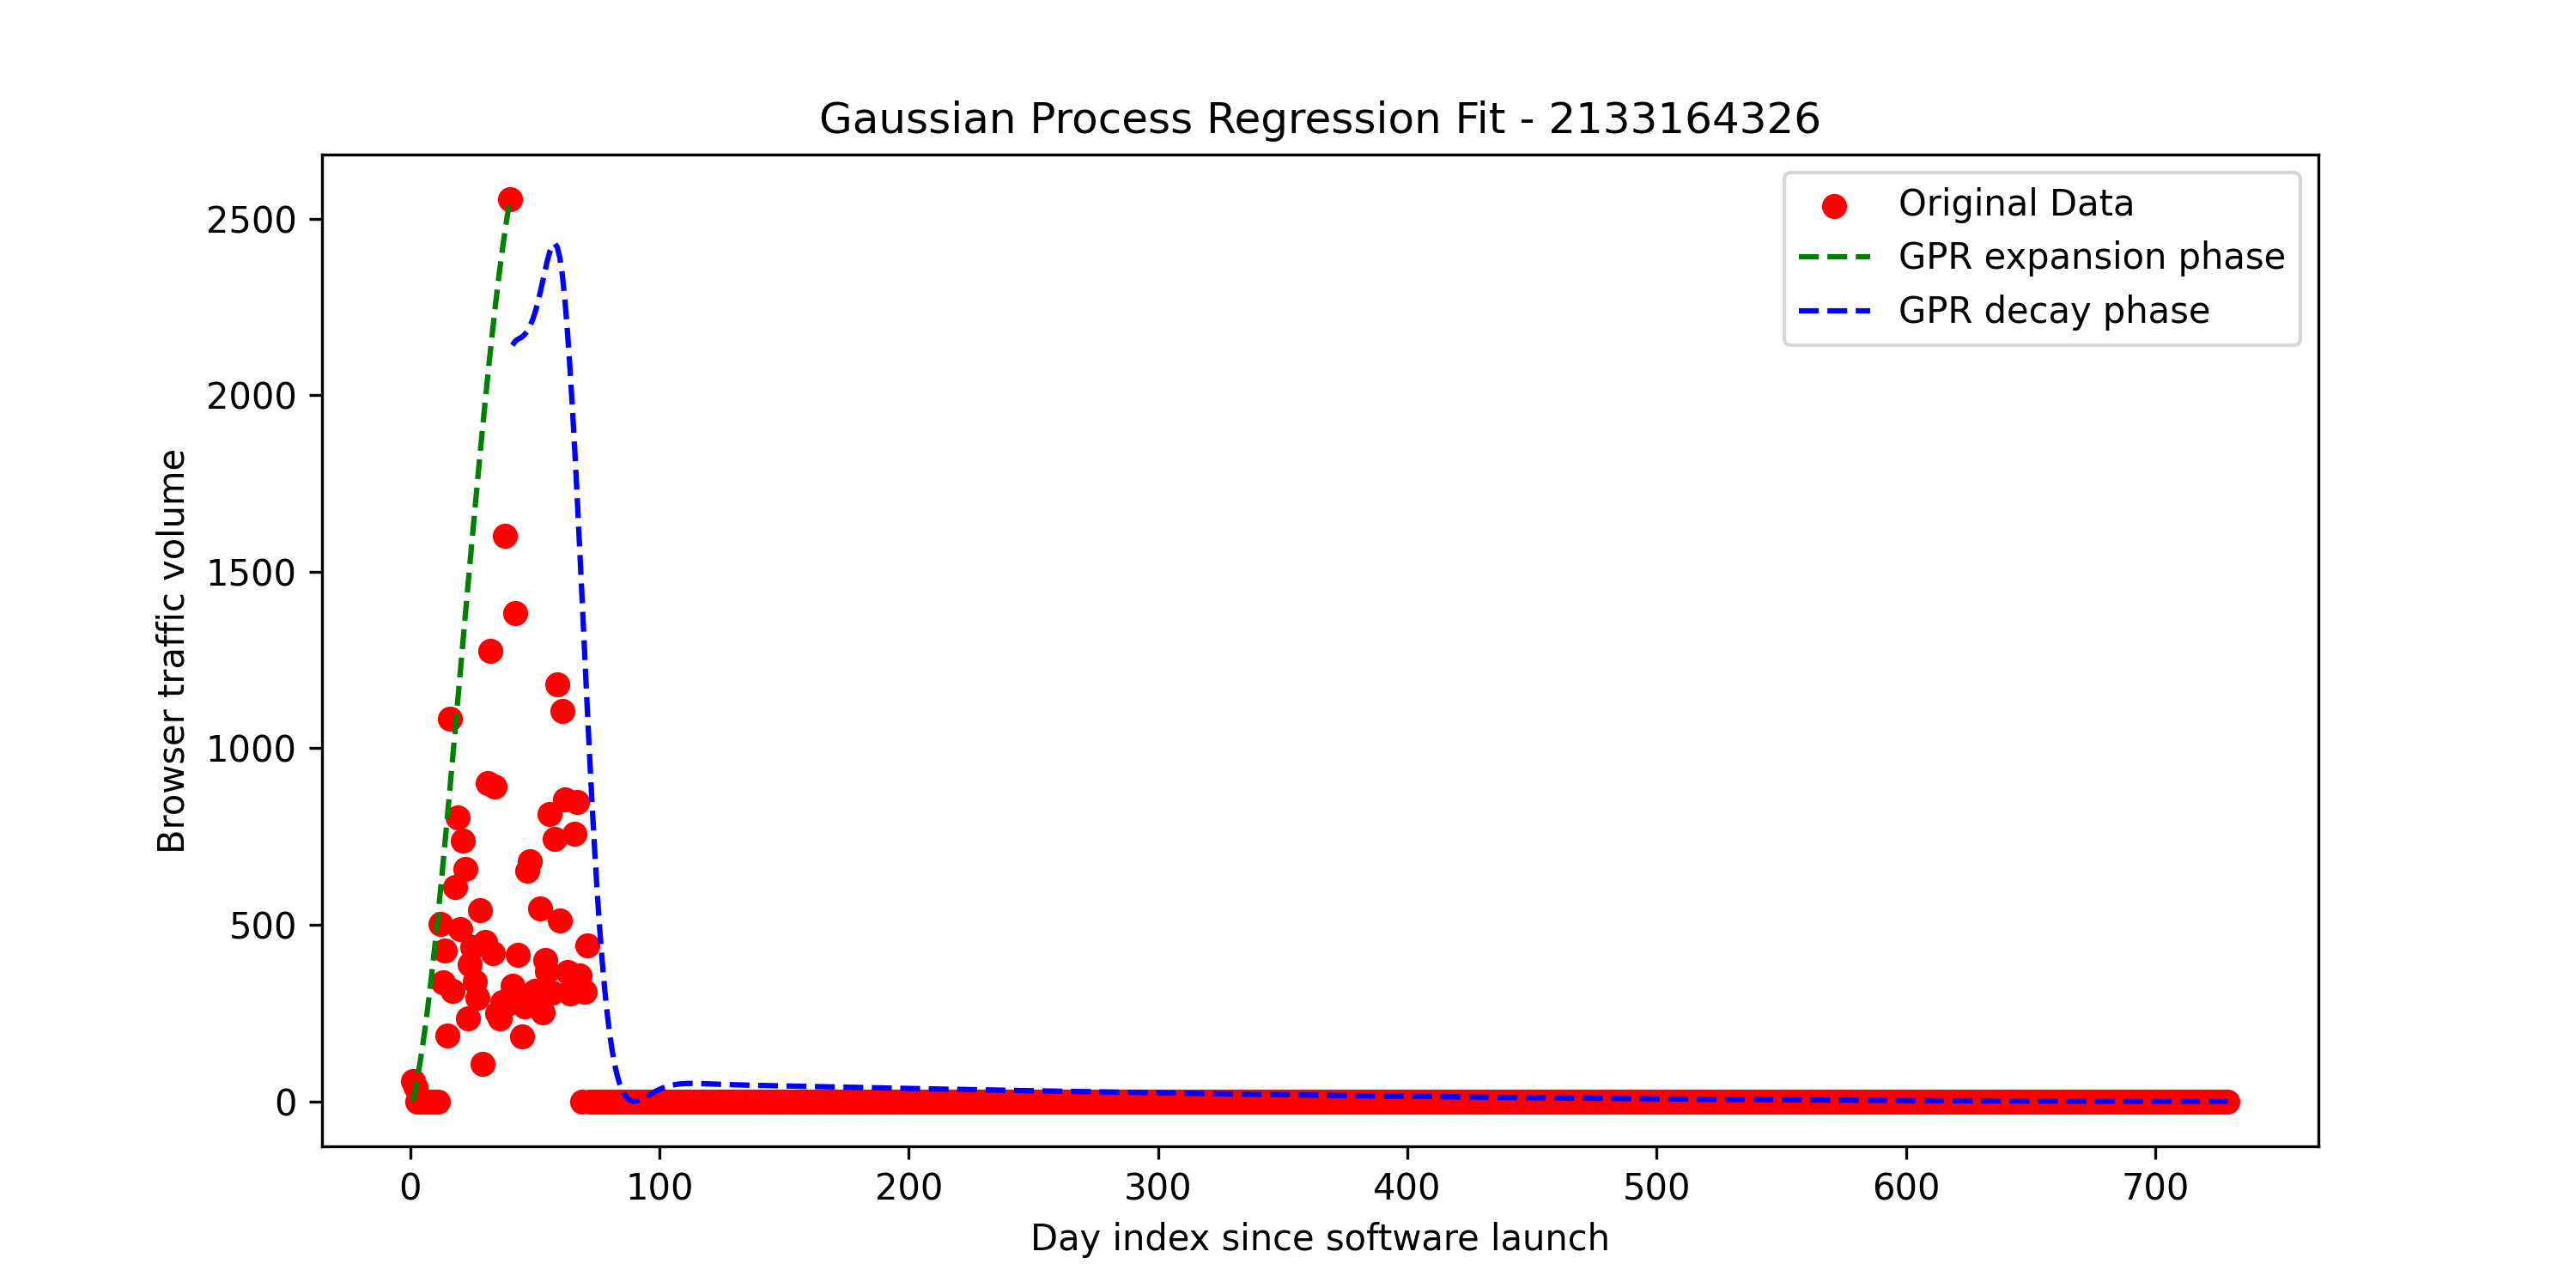 Gaussian Process Regression Fit - 2133164326
Original Data
GPR expansion phase
GPR decay phase
Browser traffic volume
2500
2000
1500
1000
500
0
0 100 200 300 400 500 600 700
Day index since software launch